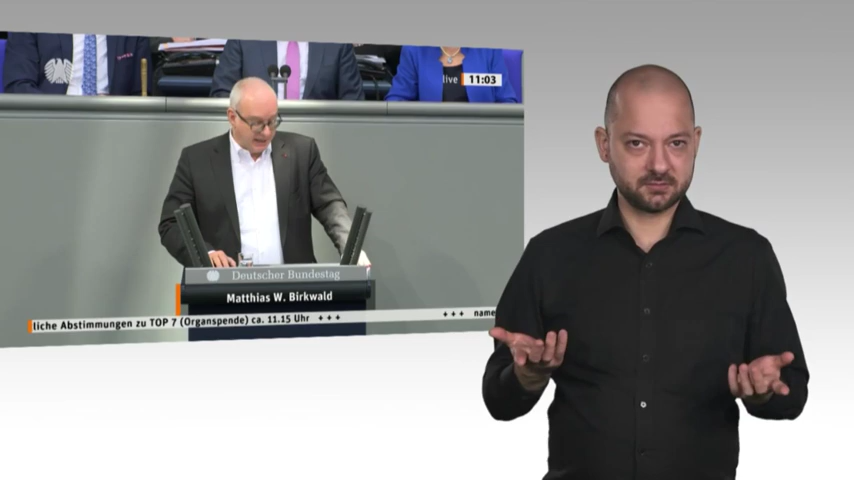 live 11:03
Deutscher Bundestag
Matthias W. Birkwald
liche Abstimmungen zu TOP 7 (Organspende) ca. 11.15 Uhr +++ +++ name